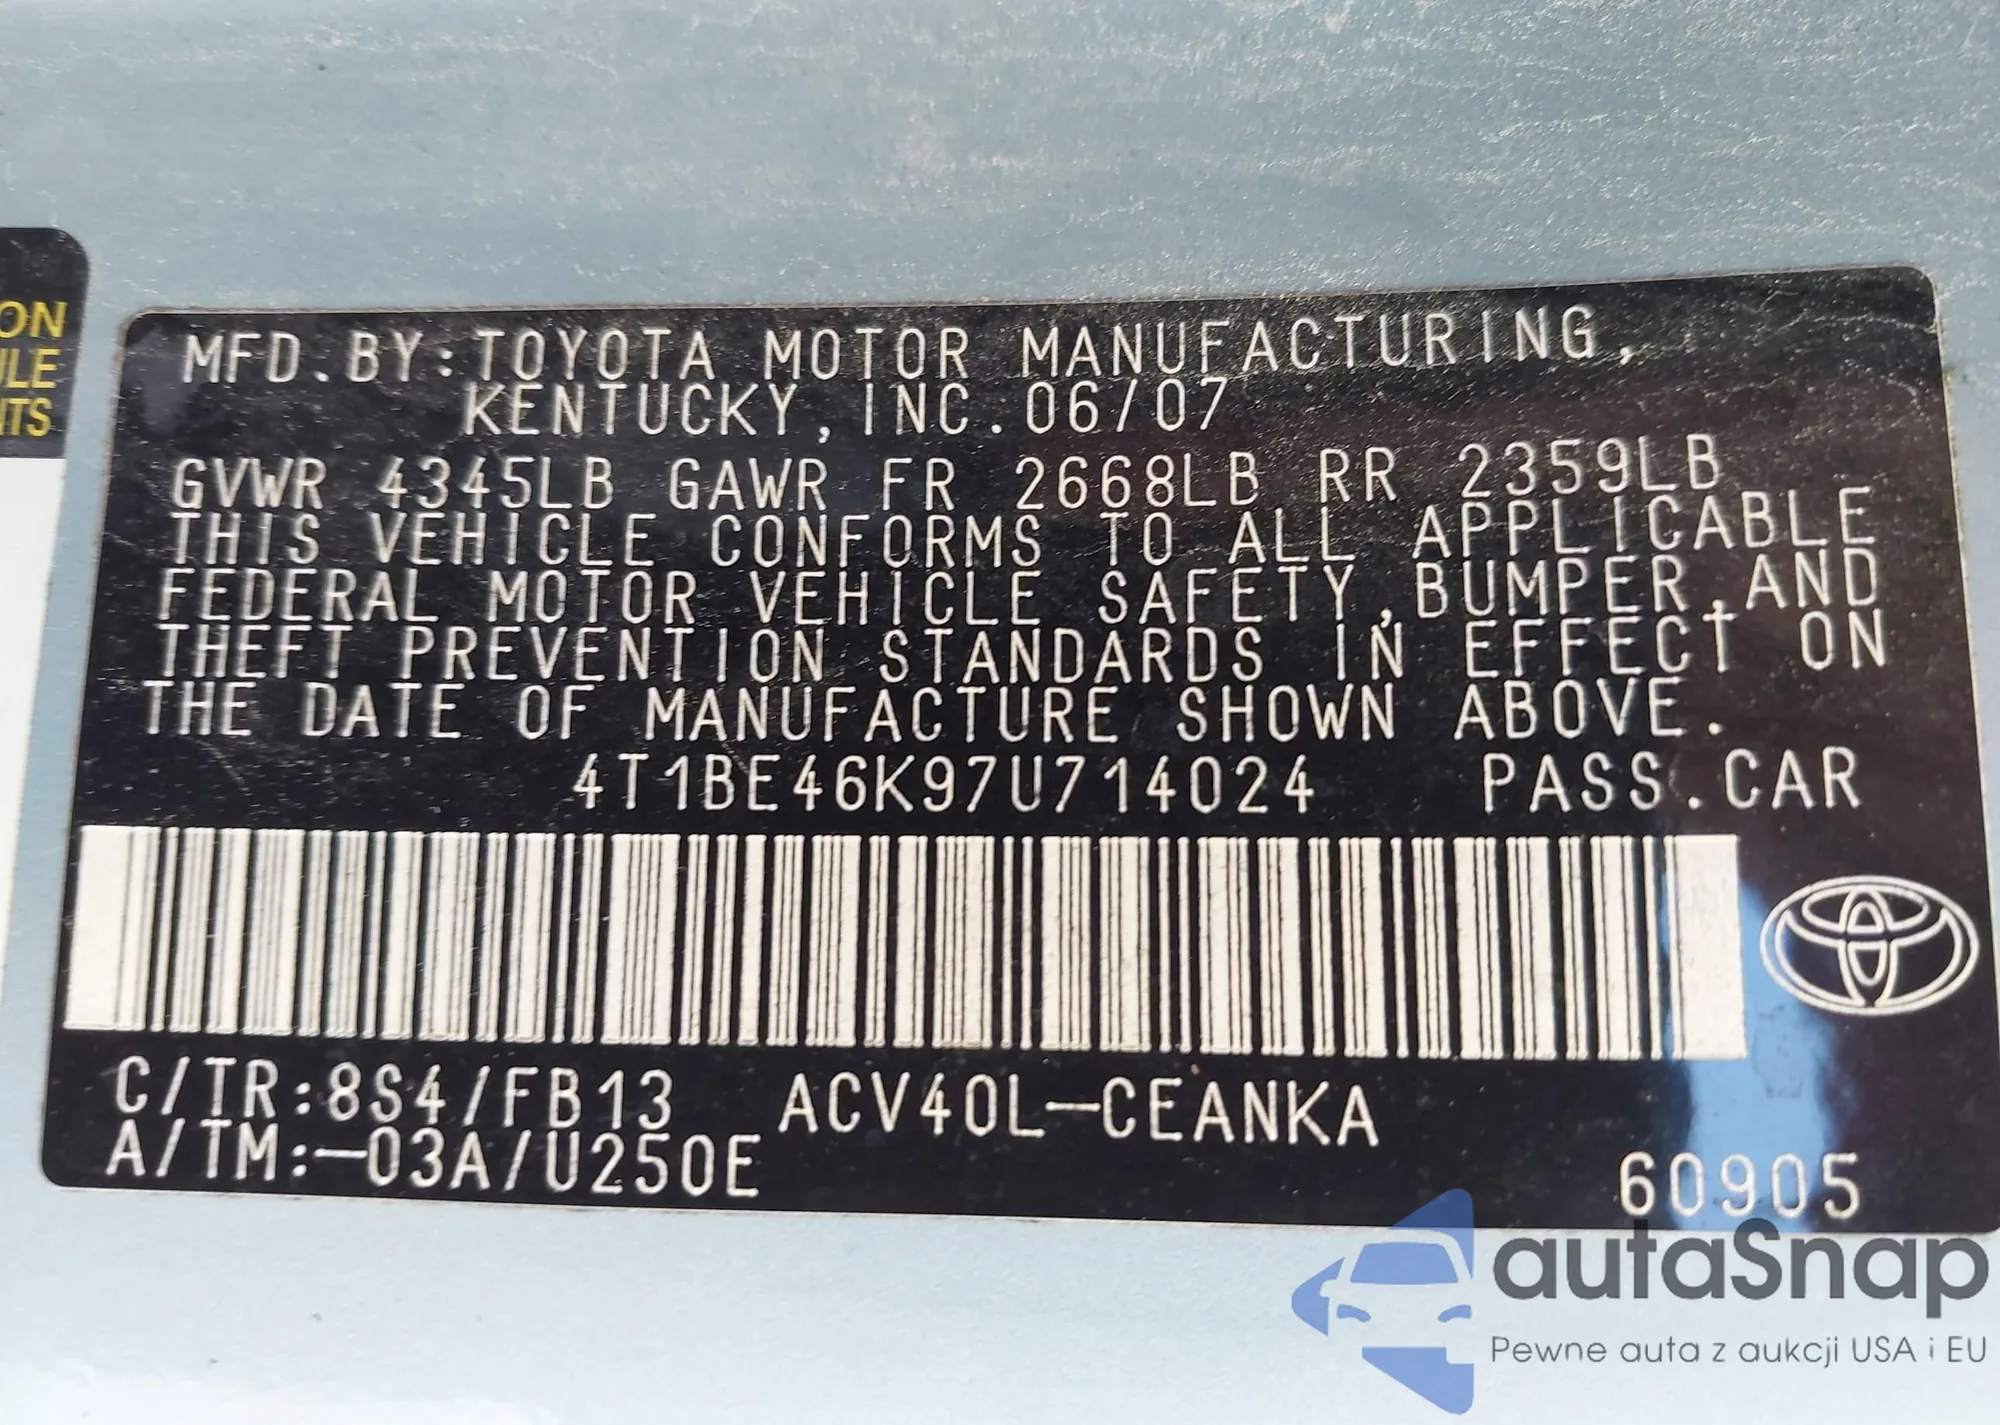 ON
ULE
NTS
MFD.BY:TOYOTA MOTOR MANUFACTURING,
KENTUCKY, INC. 06/07
GVWR 4345LB GAWR FR 2668LB RR 2359LB
THIS VEHICLE CONFORMS TO ALL APPLICABLE
FEDERAL MOTOR VEHICLE SAFETY, BUMPER, AND
THEFT PREVENTION STANDARDS IN EFFECT ON
THE DATE OF MANUFACTURE SHOWN ABOVE.
4T1BE46K97U714024 PASS.CAR
C/TR:8S4/FB13 ACV40L-CEANKA
A/TM:-03A/U250E
60905
autaSnap
Pewne auta z aukcji USA i EU